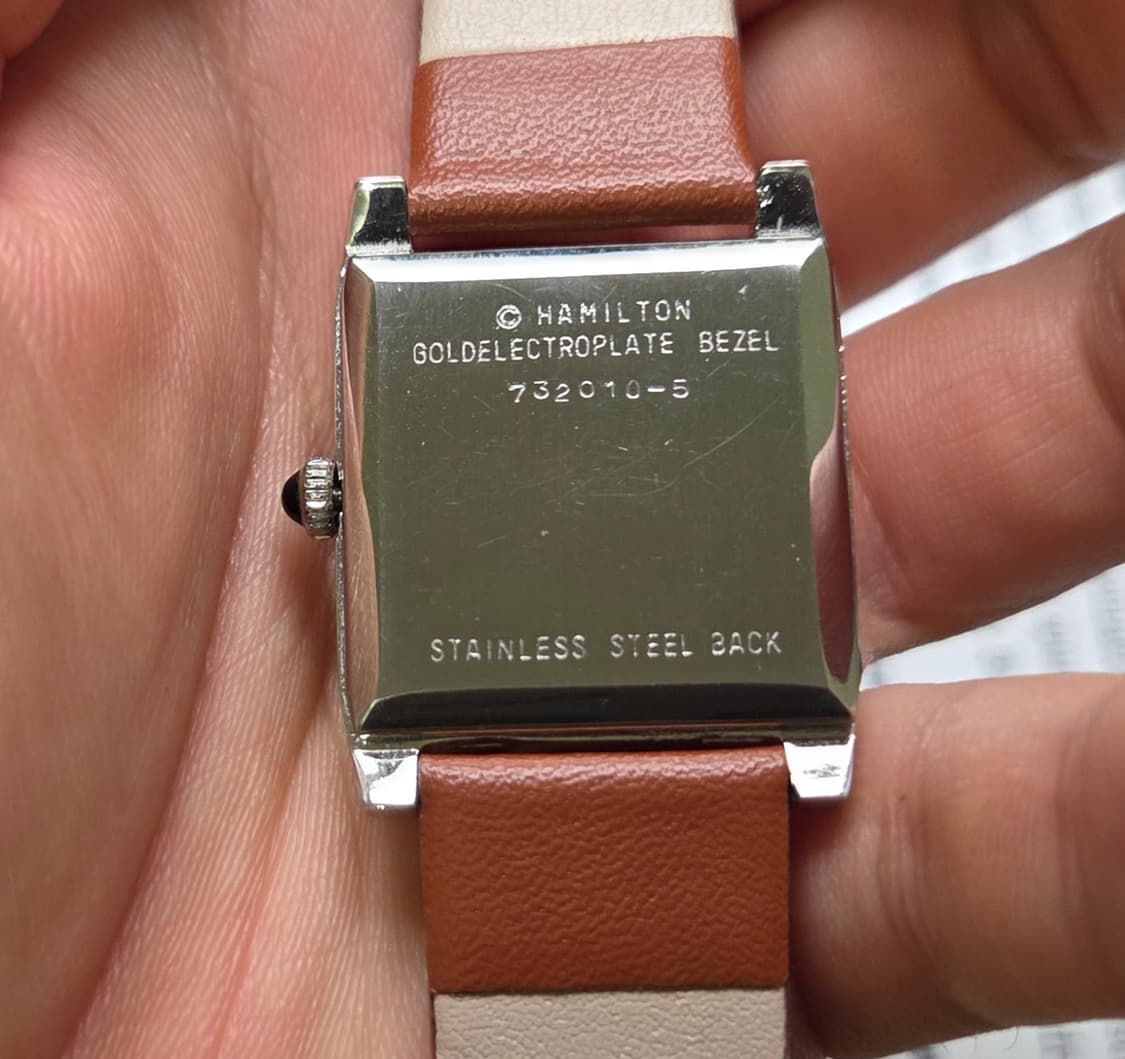 © HAMILTON
GOLDELECTROPLATE BEZEL
732010-5
STAINLESS STEEL BACK